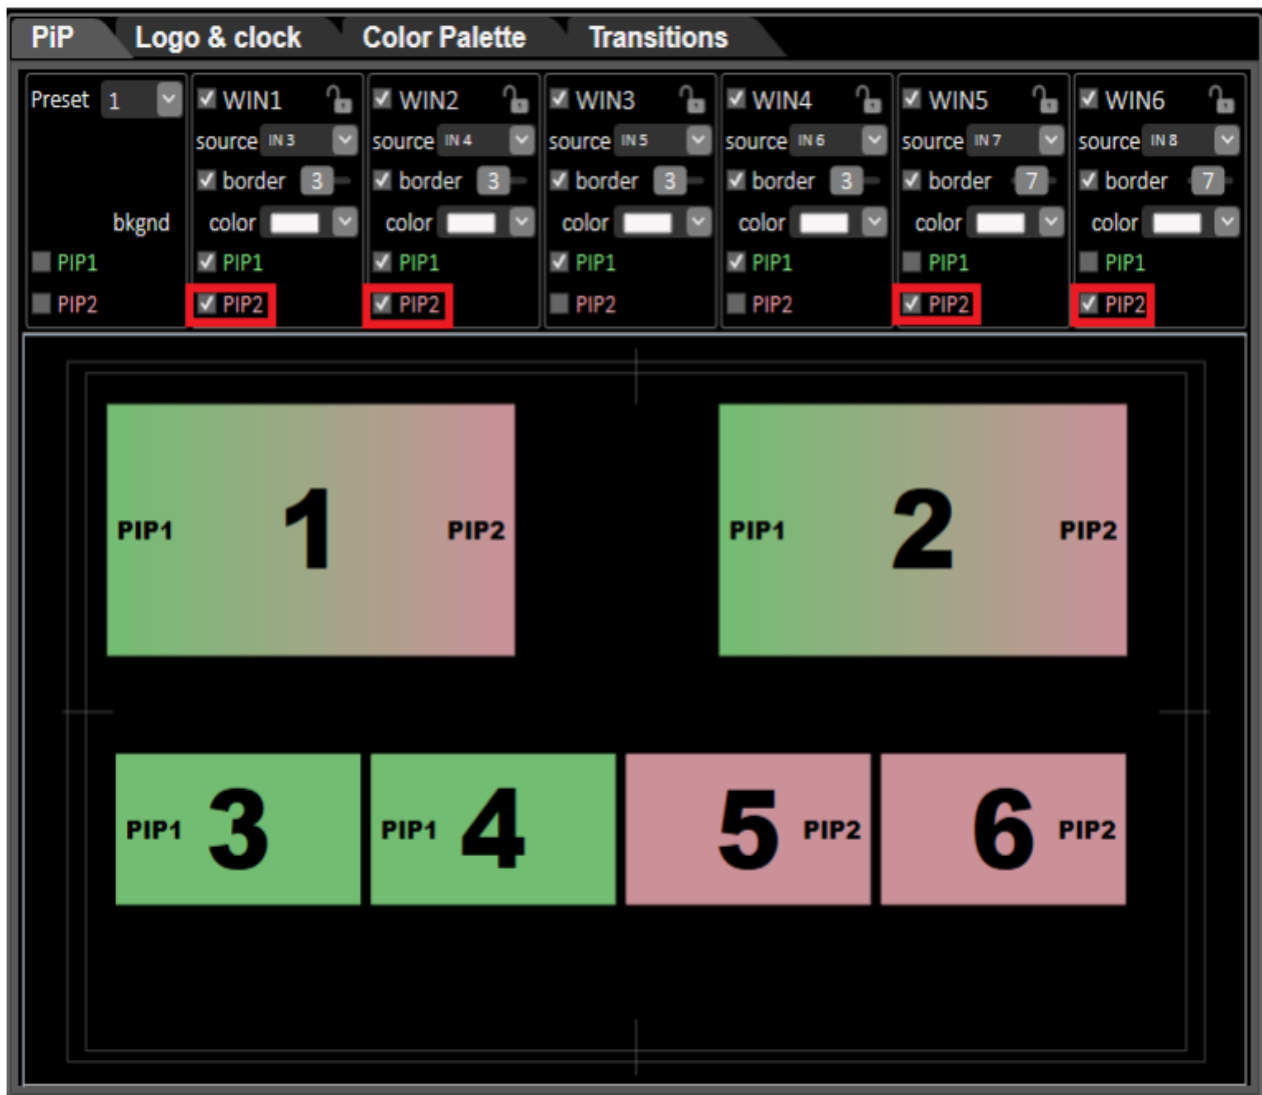 PiP Logo & clock Color Palette Transitions
Preset 1 WIN1 WIN2 WIN3 WIN4 WIN5 WIN6
source IN 3 source IN 4 source IN 5 source IN 6 source IN 7 source IN 8
border 3 border 3 border 3 border 3 border 7 border 7
bkgnd color color color color color color
PIP1 PIP1 PIP1 PIP1 PIP1 PIP1 PIP1
PIP2 PIP2 PIP2 PIP2 PIP2 PIP2 PIP2
PIP1 1 PIP2 PIP1 2 PIP2
PIP1 3 PIP1 4 5 PIP2 6 PIP2